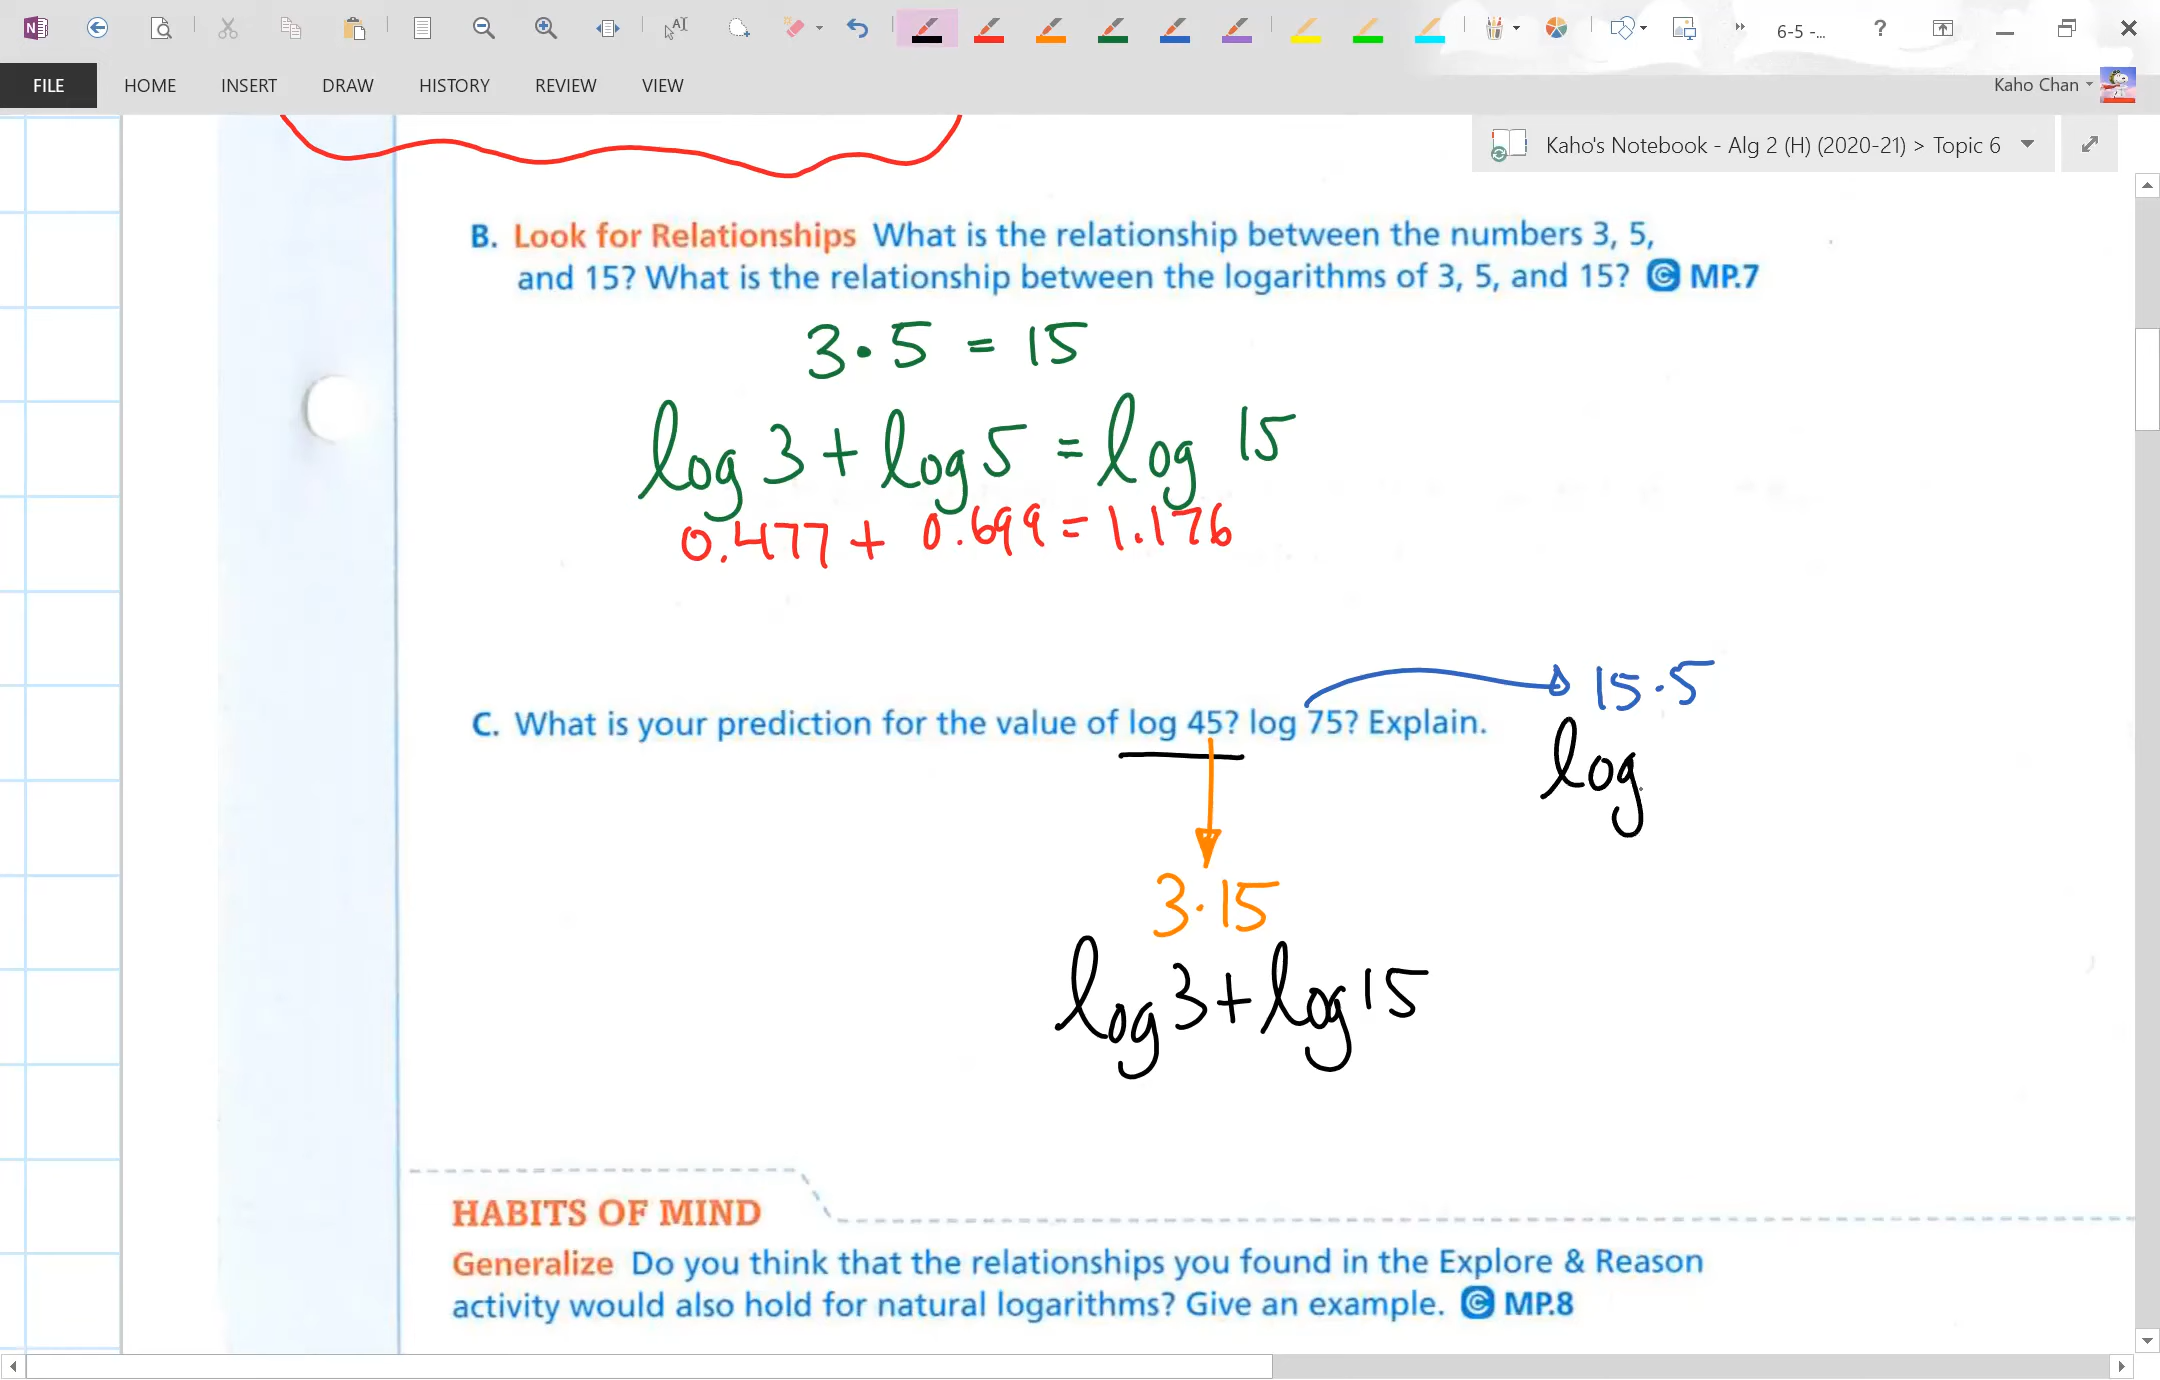 6-5 -...
?
FILE HOME INSERT DRAW HISTORY REVIEW VIEW
Kaho Chan
Kaho's Notebook - Alg 2 (H) (2020-21) > Topic 6
B. Look for Relationships What is the relationship between the numbers 3, 5,
and 15? What is the relationship between the logarithms of 3, 5, and 15? © MP.7
3·5 = 15
log 3 + log 5 = log 15
0.477 + 0.699 = 1.176
15·5
C. What is your prediction for the value of log 45? log 75? Explain.
log
3·15
log 3 + log 15
HABITS OF MIND
Generalize Do you think that the relationships you found in the Explore & Reason
activity would also hold for natural logarithms? Give an example. © MP.8